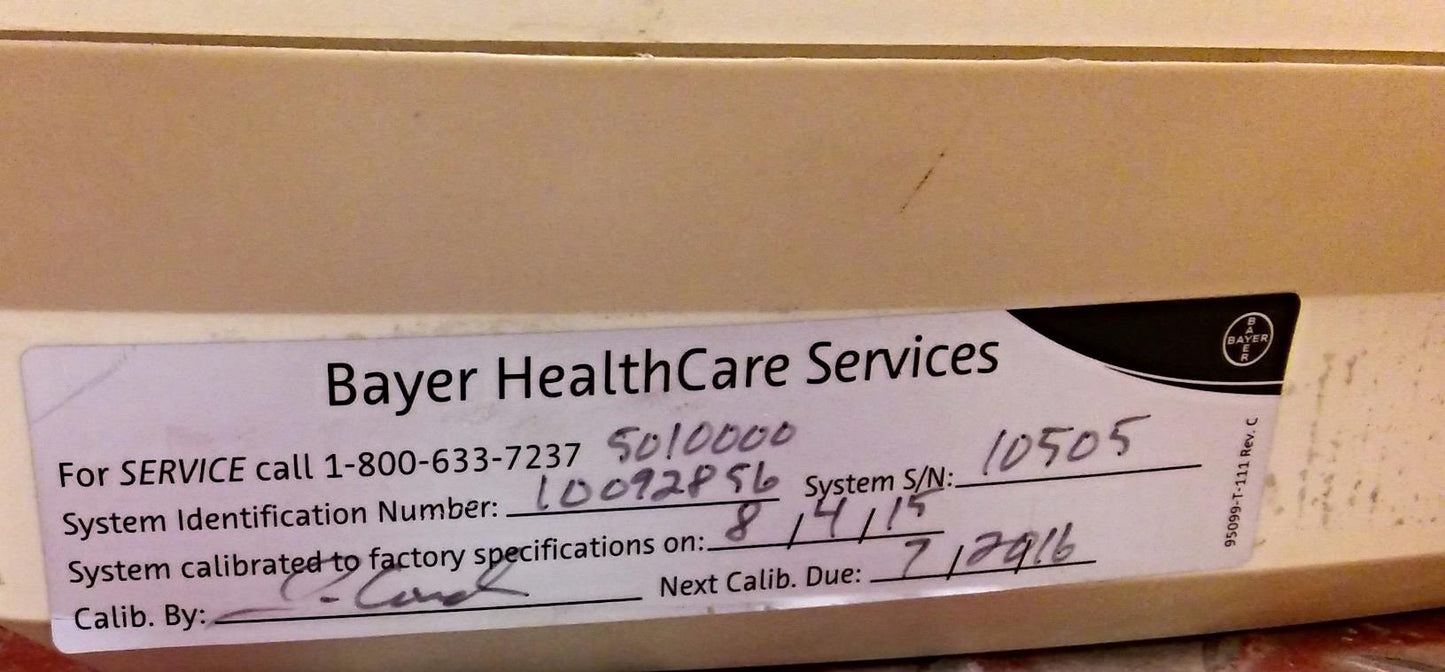 Bayer HealthCare Services
BAYER
BAYER
For SERVICE call 1-800-633-7237 5010000
System Identification Number: 10092856 System S/N: 10505
System calibrated to factory specifications on: 8/4/15
Calib. By: Next Calib. Due: 7/2016
95099-T-111 Rev. C